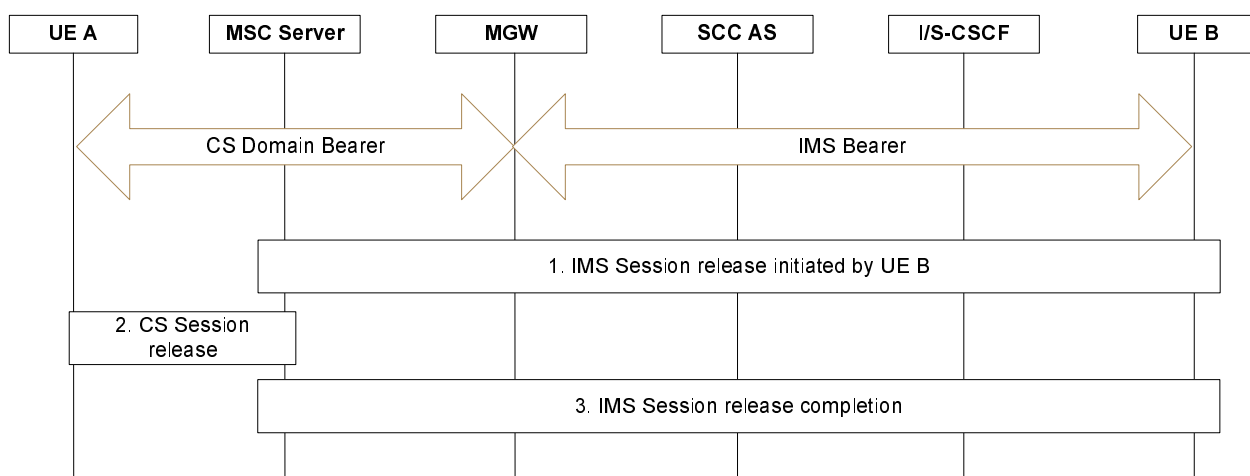 UE A
MSC Server
MGW
SCC AS
I/S-CSCF
UE B
CS Domain Bearer
IMS Bearer
1. IMS Session release initiated by UE B
2. CS Session
release
3. IMS Session release completion